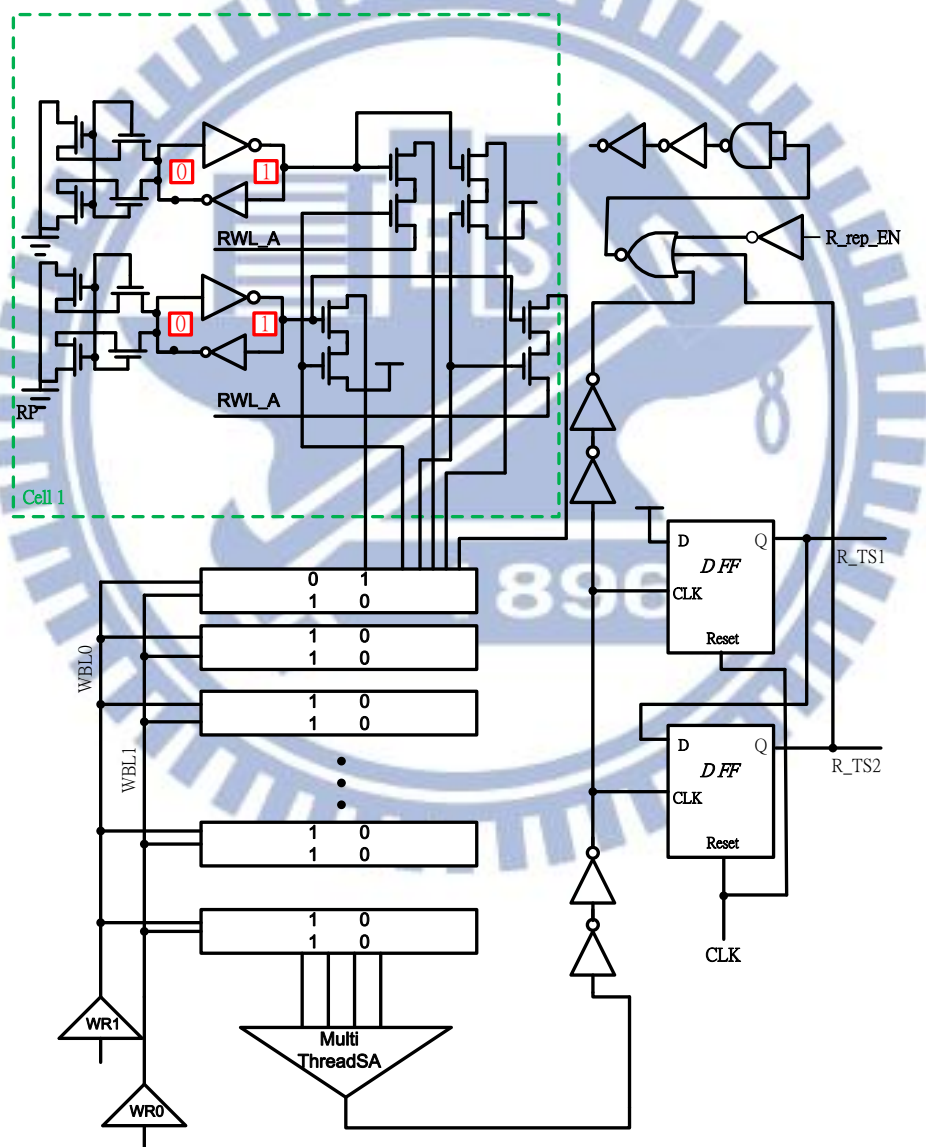 0 1
RWL_A
R_rep_EN
0 1
RWL_A
RP
Cell 1
D Q
DFF
CLK
Reset
R_TS1
0 1
1 0
1 0
1 0
WBL0
1 0
1 0
WBL1
D Q
DFF
CLK
Reset
R_TS2
1 0
1 0
1 0
1 0
CLK
WR1
Multi
ThreadSA
WR0
1896